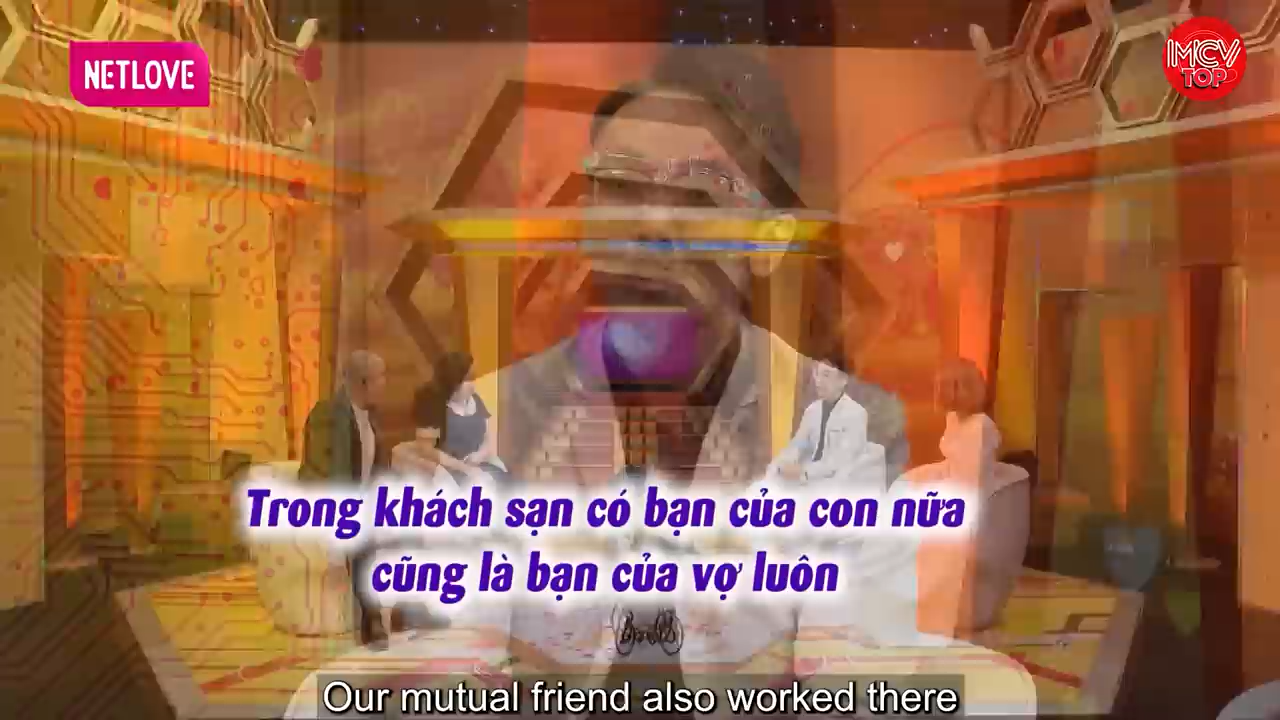 NETLOVE
MCV
TOP
Trong khách sạn có bạn của con nữa
cũng là bạn của vợ luôn
Our mutual friend also worked there